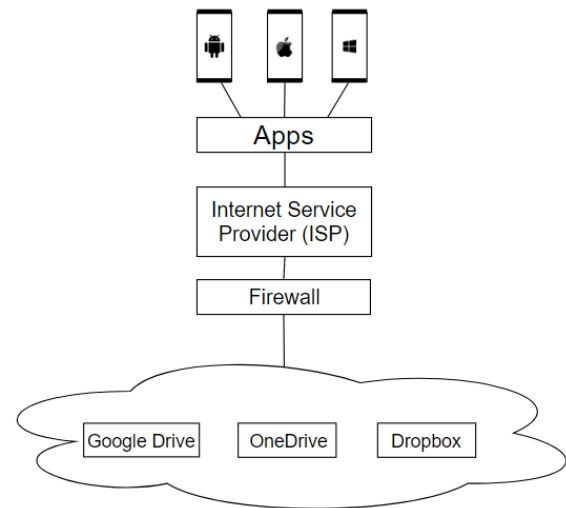 Apps
Internet Service
Provider (ISP)
Firewall
Google Drive
OneDrive
Dropbox